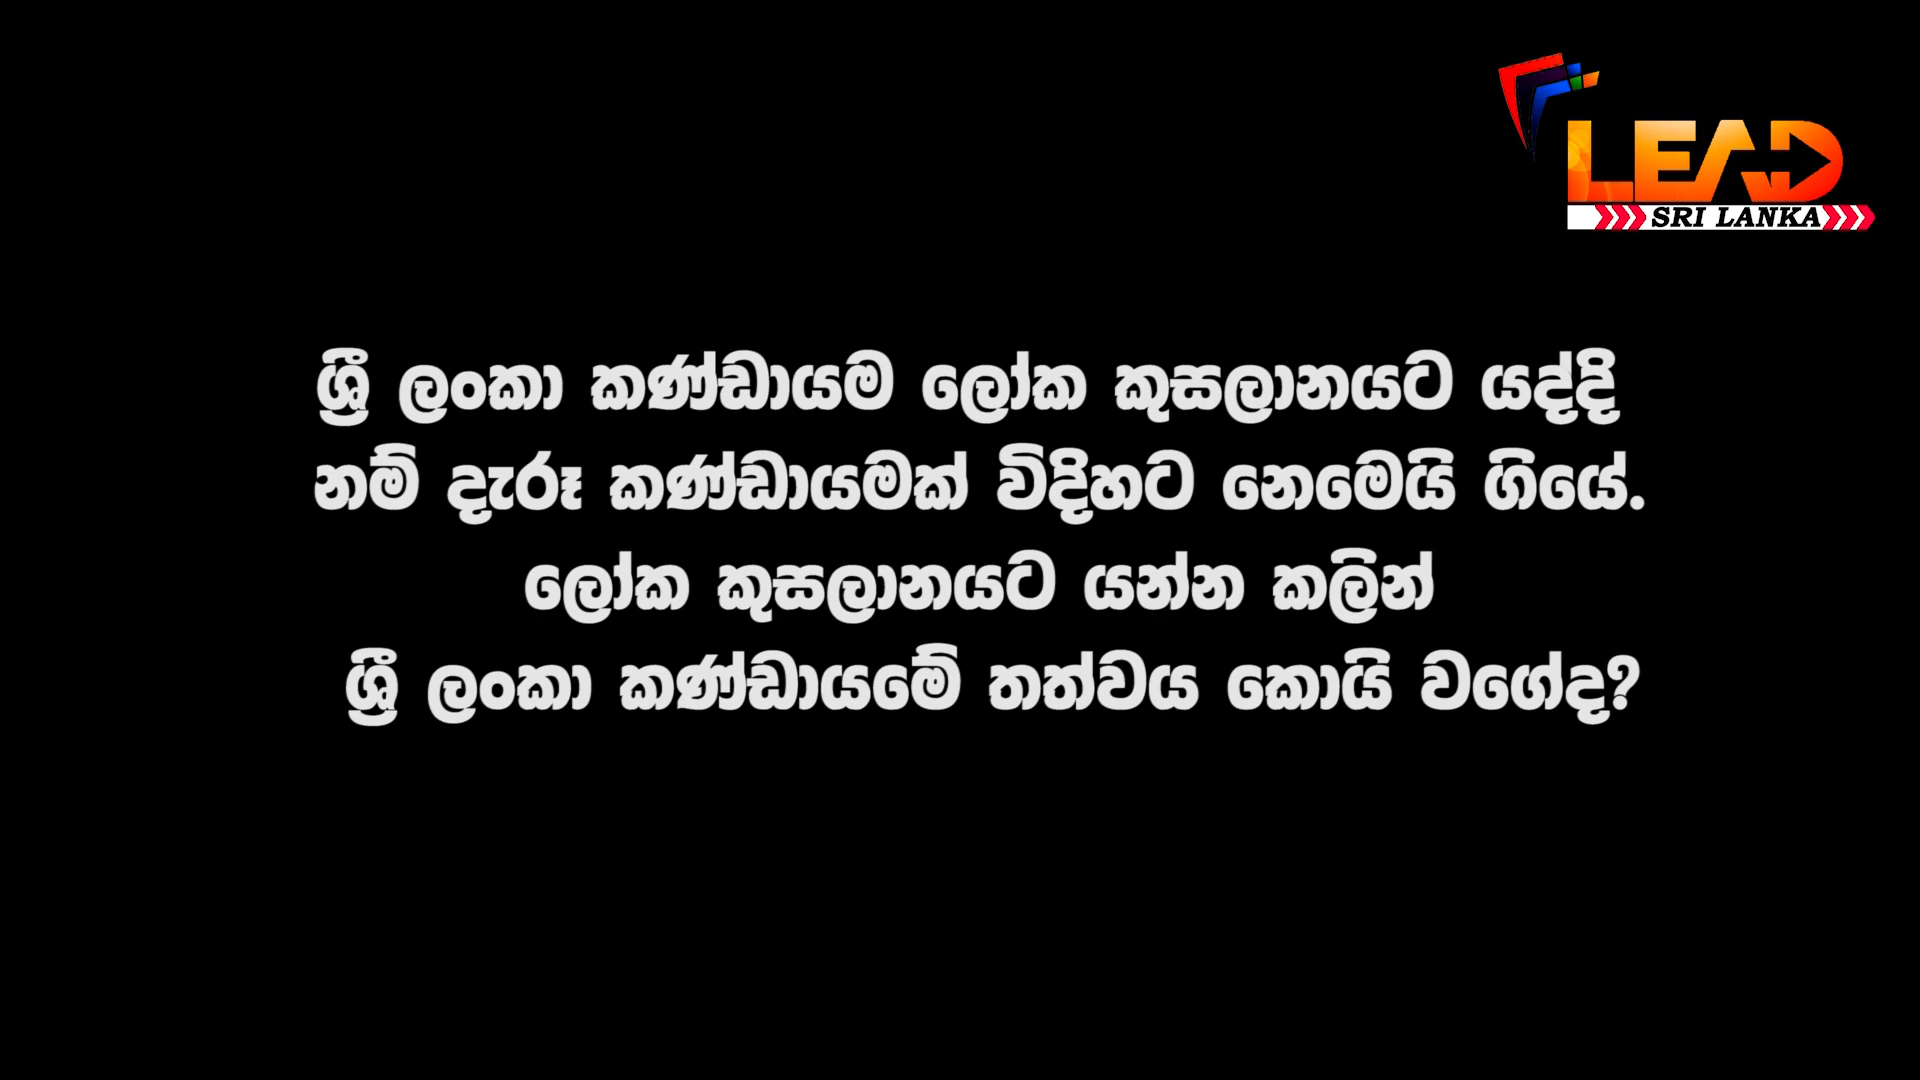 LEAD
SRI LANKA
ශ්‍රී ලංකා කණ්ඩායම ලෝක කුසලානයට යද්දි
නම් දැරූ කණ්ඩායමක් විදිහට නෙමෙයි ගියේ.
ලෝක කුසලානයට යන්න කලින්
ශ්‍රී ලංකා කණ්ඩායමේ තත්වය කොයි වගේද?